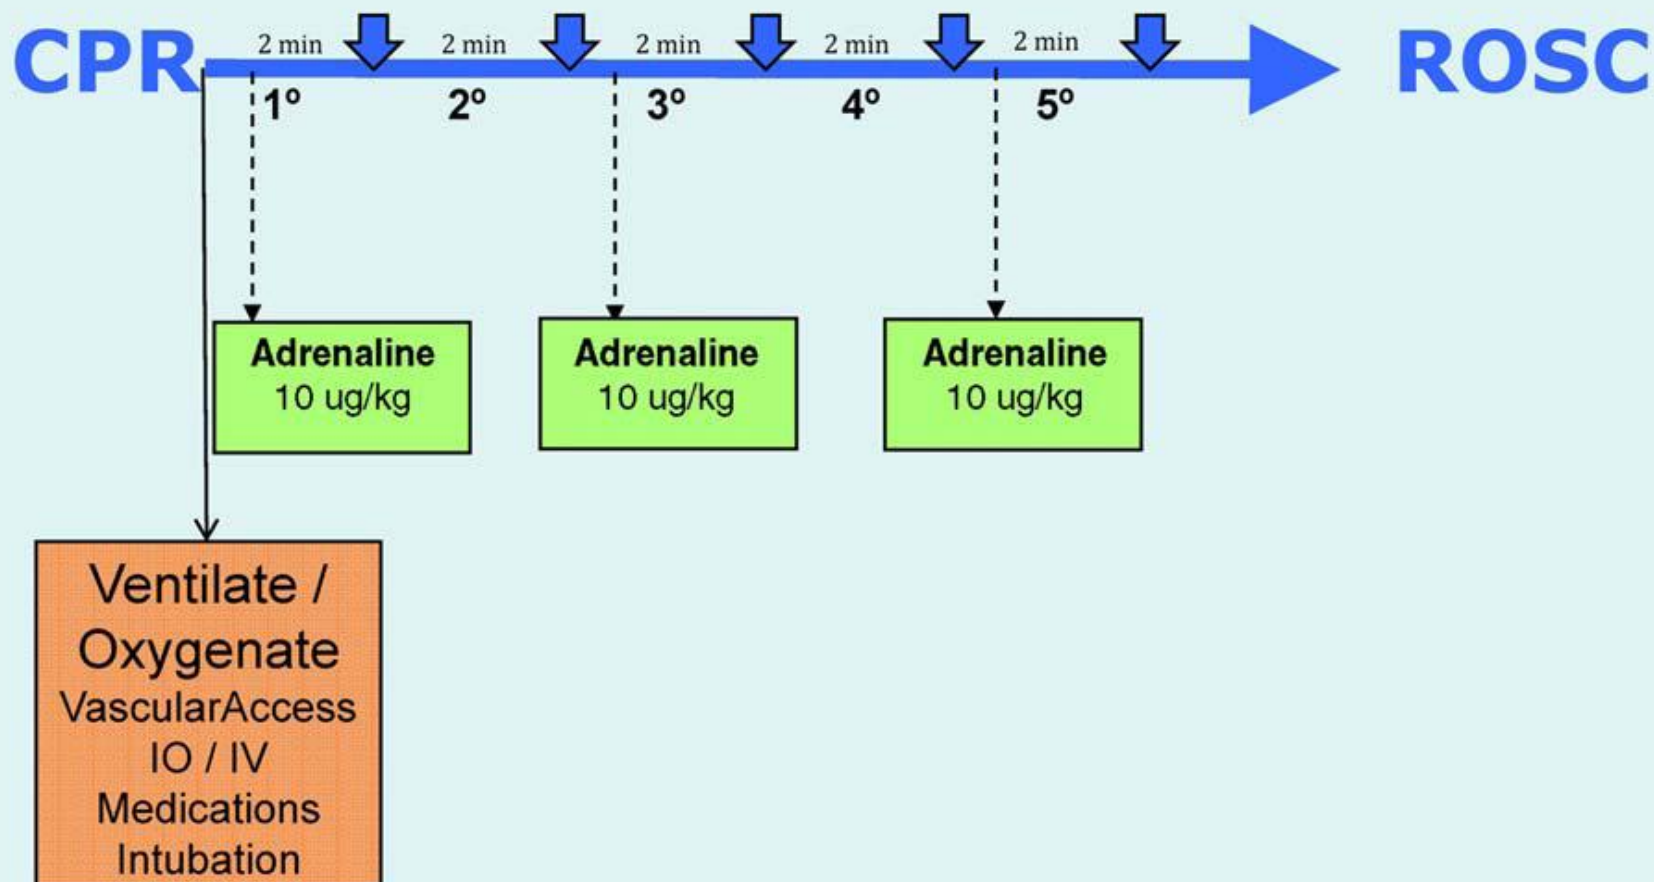 CPR
2 min
2 min
2 min
2 min
2 min
ROSC
1º
2º
3º
4º
5º
Adrenaline
10 ug/kg
Adrenaline
10 ug/kg
Adrenaline
10 ug/kg
Ventilate /
Oxygenate
VascularAccess
IO / IV
Medications
Intubation